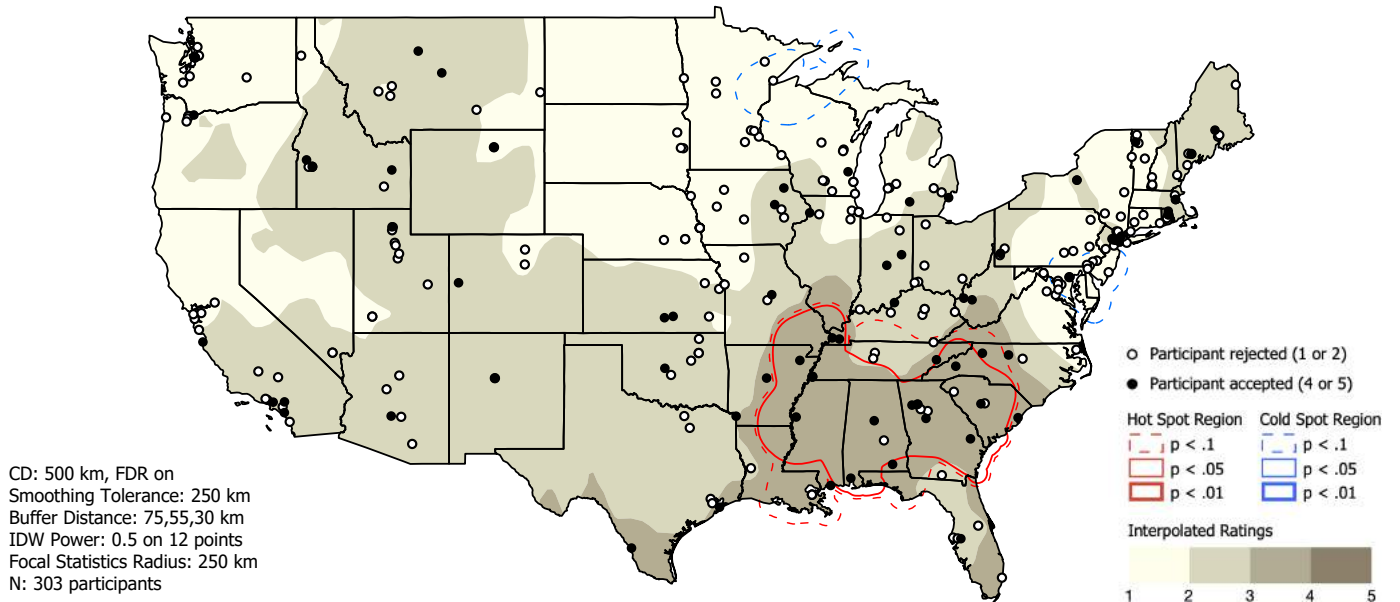 CD: 500 km, FDR on
Smoothing Tolerance: 250 km
Buffer Distance: 75,55,30 km
IDW Power: 0.5 on 12 points
Focal Statistics Radius: 250 km
N: 303 participants
Participant rejected (1 or 2)
Participant accepted (4 or 5)
Hot Spot Region Cold Spot Region
p < .1 p < .1
p < .05 p < .05
p < .01 p < .01
Interpolated Ratings
1 2 3 4 5